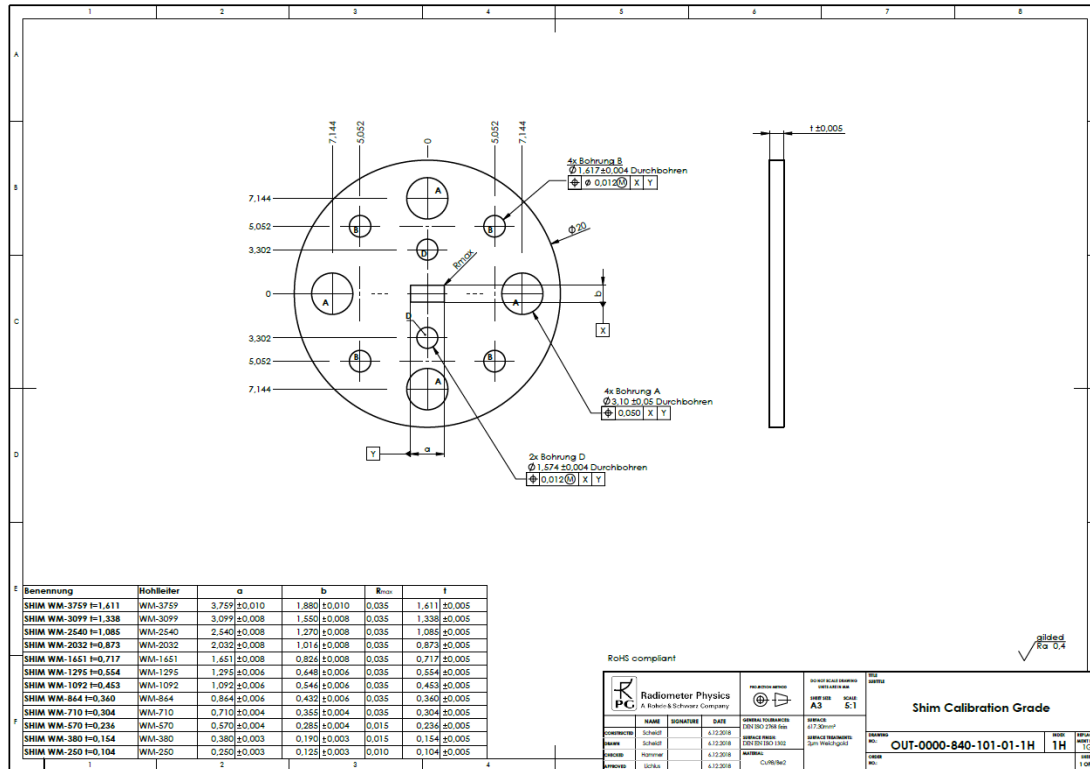 1 2 3 4 5 6 7 8
A
B
C
D
E
F
7,144 5,052 0 5,052 7,144
7,144
5,052
3,302
0
3,302
5,052
7,144
A
B
B
D
A
A
D
B
B
A
Rmax
Ø20
4x Bohrung B
Ø1,617±0,004 Durchbohren
⌖ Ø 0,012Ⓜ X Y
b
X
4x Bohrung A
Ø3,10 ±0,05 Durchbohren
⌖ 0,050 X Y
Y
a
2x Bohrung D
Ø1,574 ±0,004 Durchbohren
⌖ 0,012Ⓜ X Y
t ±0,005
Benennung Hohlleiter a b Rmax t
SHIM WM-3759 t=1,611 WM-3759 3,759 ±0,010 1,880 ±0,010 0,035 1,611 ±0,005
SHIM WM-3099 t=1,338 WM-3099 3,099 ±0,008 1,550 ±0,008 0,035 1,338 ±0,005
SHIM WM-2540 t=1,085 WM-2540 2,540 ±0,008 1,270 ±0,008 0,035 1,085 ±0,005
SHIM WM-2032 t=0,873 WM-2032 2,032 ±0,008 1,016 ±0,008 0,035 0,873 ±0,005
SHIM WM-1651 t=0,717 WM-1651 1,651 ±0,008 0,826 ±0,008 0,035 0,717 ±0,005
SHIM WM-1295 t=0,554 WM-1295 1,295 ±0,006 0,648 ±0,006 0,035 0,554 ±0,005
SHIM WM-1092 t=0,453 WM-1092 1,092 ±0,006 0,546 ±0,006 0,035 0,453 ±0,005
SHIM WM-864 t=0,360 WM-864 0,864 ±0,006 0,432 ±0,006 0,035 0,360 ±0,005
SHIM WM-710 t=0,304 WM-710 0,710 ±0,004 0,355 ±0,004 0,035 0,304 ±0,005
SHIM WM-570 t=0,236 WM-570 0,570 ±0,004 0,285 ±0,004 0,015 0,236 ±0,005
SHIM WM-380 t=0,154 WM-380 0,380 ±0,003 0,190 ±0,003 0,015 0,154 ±0,005
SHIM WM-250 t=0,104 WM-250 0,250 ±0,003 0,125 ±0,003 0,010 0,104 ±0,005
RoHS compliant
gilded
Ra 0,4
RPG Radiometer Physics
A Rohde & Schwarz Company
PROJECTION METHOD
DO NOT SCALE DRAWING
UNITS ARE IN MM
SHEET SIZE: SCALE:
A3 5:1
TITLE
SUBTITLE
Shim Calibration Grade
NAME SIGNATURE DATE
CONSTRUCTED Scheidt 6.12.2018
DRAWN Scheidt 6.12.2018
CHECKED Hammer 6.12.2018
APPROVED 6.12.2018
GENERAL TOLERANCES:
DIN ISO 2768 fein
SURFACE FINISH:
DIN EN ISO 1302
MATERIAL:
CuNi/Be2
SURFACE:
617,30mm²
SURFACE TREATMENTS:
2µm Weichgold
DRAWING NO.: OUT-0000-840-101-01-1H
INDEX 1H
ORDER NO.:
1 2 3 4